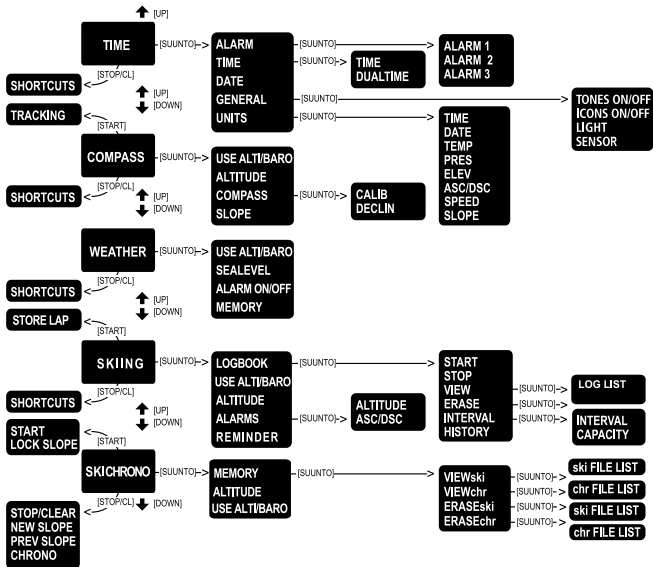 [UP]
TIME
[SUUNTO]
ALARM
TIME
DATE
GENERAL
UNITS
[SUUNTO]
ALARM 1
ALARM 2
ALARM 3
[SUUNTO]
TIME
DUALTIME
[SUUNTO]
TONES ON/OFF
ICONS ON/OFF
LIGHT
SENSOR
[SUUNTO]
TIME
DATE
TEMP
PRES
ELEV
ASC/DSC
SPEED
SLOPE
[STOP/CL]
SHORTCUTS
[UP]
[DOWN]
TRACKING
[START]
COMPASS
[SUUNTO]
USE ALTI/BARO
ALTITUDE
COMPASS
SLOPE
[SUUNTO]
CALIB
DECLIN
[STOP/CL]
SHORTCUTS
[UP]
[DOWN]
WEATHER
[SUUNTO]
USE ALTI/BARO
SEALEVEL
ALARM ON/OFF
MEMORY
[STOP/CL]
SHORTCUTS
[UP]
[DOWN]
STORE LAP
[START]
SKIING
[SUUNTO]
LOGBOOK
USE ALTI/BARO
ALTITUDE
ALARMS
REMINDER
[SUUNTO]
START
STOP
VIEW
ERASE
INTERVAL
HISTORY
[SUUNTO]
LOG LIST
[SUUNTO]
[SUUNTO]
INTERVAL
CAPACITY
[SUUNTO]
ALTITUDE
ASC/DSC
[STOP/CL]
SHORTCUTS
[UP]
[DOWN]
START
LOCK SLOPE
[START]
SKICHRONO
[SUUNTO]
MEMORY
ALTITUDE
USE ALTI/BARO
[SUUNTO]
VIEWski
VIEWchr
ERASEski
ERASEchr
[SUUNTO]
ski FILE LIST
[SUUNTO]
chr FILE LIST
[SUUNTO]
ski FILE LIST
[SUUNTO]
chr FILE LIST
[STOP/CL]
[DOWN]
STOP/CLEAR
NEW SLOPE
PREV SLOPE
CHRONO